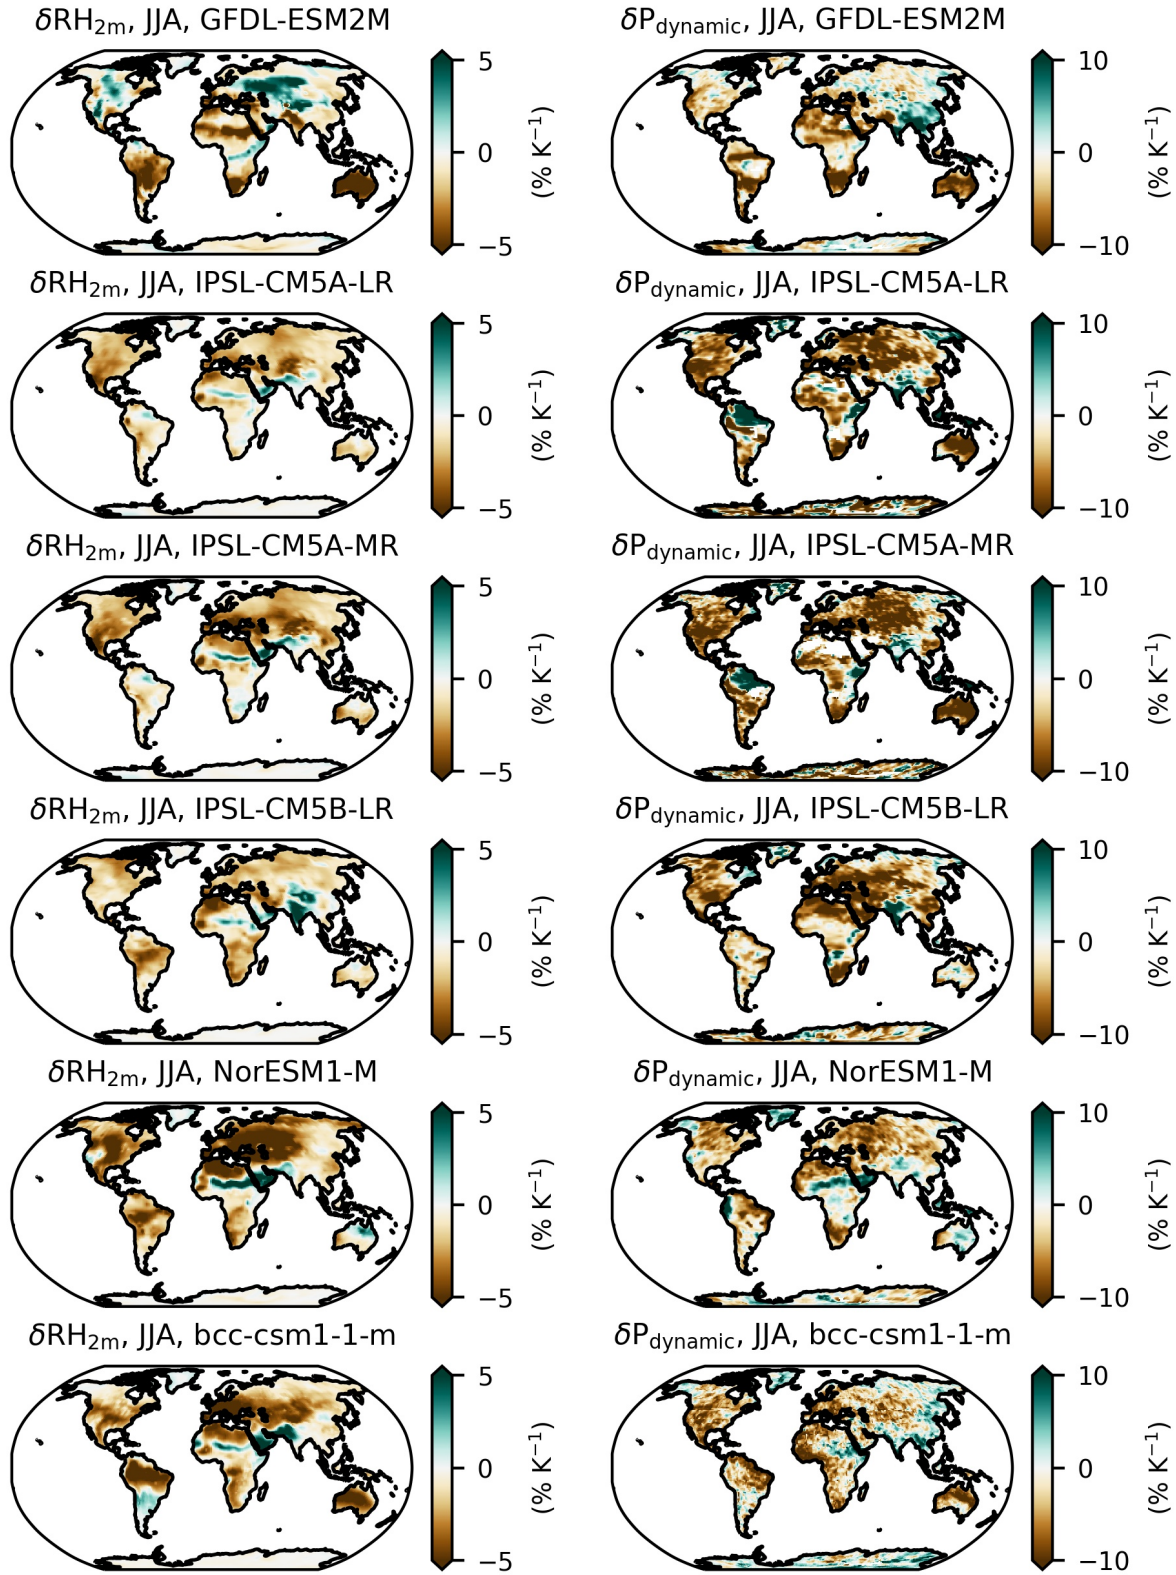 δRH2m, JJA, GFDL-ESM2M
5
0
−5
(% K−1)
δPdynamic, JJA, GFDL-ESM2M
10
0
−10
(% K−1)
δRH2m, JJA, IPSL-CM5A-LR
5
0
−5
(% K−1)
δPdynamic, JJA, IPSL-CM5A-LR
10
0
−10
(% K−1)
δRH2m, JJA, IPSL-CM5A-MR
5
0
−5
(% K−1)
δPdynamic, JJA, IPSL-CM5A-MR
10
0
−10
(% K−1)
δRH2m, JJA, IPSL-CM5B-LR
5
0
−5
(% K−1)
δPdynamic, JJA, IPSL-CM5B-LR
10
0
−10
(% K−1)
δRH2m, JJA, NorESM1-M
5
0
−5
(% K−1)
δPdynamic, JJA, NorESM1-M
10
0
−10
(% K−1)
δRH2m, JJA, bcc-csm1-1-m
5
0
−5
(% K−1)
δPdynamic, JJA, bcc-csm1-1-m
10
0
−10
(% K−1)